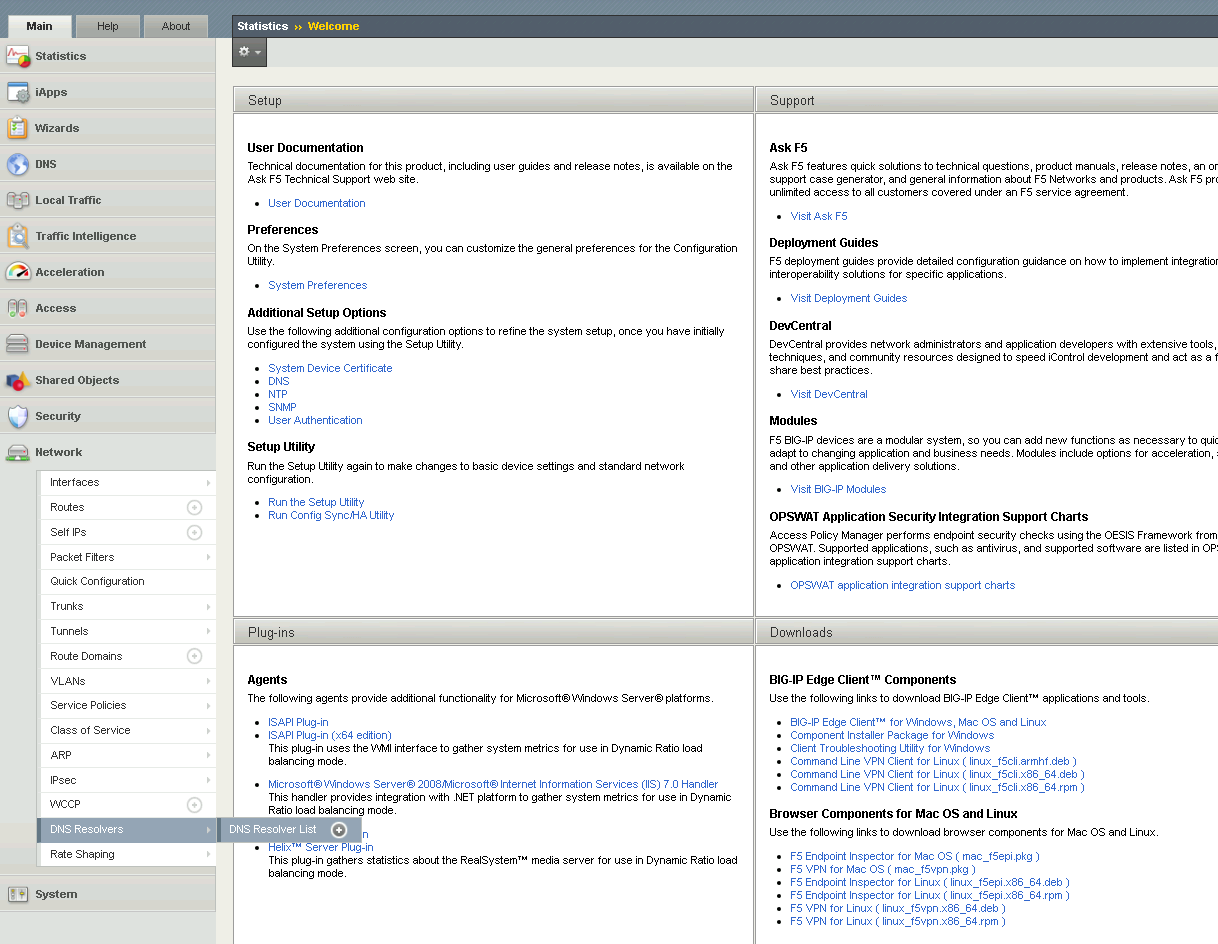 Main
Help
About
Statistics
iApps
Wizards
DNS
Local Traffic
Traffic Intelligence
Acceleration
Access
Device Management
Shared Objects
Security
Network
Interfaces
Routes
Self IPs
Packet Filters
Quick Configuration
Trunks
Tunnels
Route Domains
VLANs
Service Policies
Class of Service
ARP
IPsec
WCCP
DNS Resolvers
DNS Resolver List
Rate Shaping
System
Statistics ›› Welcome
Setup
User Documentation
Technical documentation for this product, including user guides and release notes, is available on the
Ask F5 Technical Support web site.
User Documentation
Preferences
On the System Preferences screen, you can customize the general preferences for the Configuration
Utility.
System Preferences
Additional Setup Options
Use the following additional configuration options to refine the system setup, once you have initially
configured the system using the Setup Utility.
System Device Certificate
DNS
NTP
SNMP
User Authentication
Setup Utility
Run the Setup Utility again to make changes to basic device settings and standard network
configuration.
Run the Setup Utility
Run Config Sync/HA Utility
Support
Ask F5
Ask F5 features quick solutions to technical questions, product manuals, release notes, an on
support case generator, and general information about F5 Networks and products. Ask F5 pro
unlimited access to all customers covered under an F5 service agreement.
Visit Ask F5
Deployment Guides
F5 deployment guides provide detailed configuration guidance on how to implement integration
interoperability solutions for specific applications.
Visit Deployment Guides
DevCentral
DevCentral provides network administrators and application developers with extensive tools,
techniques, and community resources designed to speed iControl development and act as a f
share best practices.
Visit DevCentral
Modules
F5 BIG-IP devices are a modular system, so you can add new functions as necessary to quic
adapt to changing application and business needs. Modules include options for acceleration, s
and other application delivery solutions.
Visit BIG-IP Modules
OPSWAT Application Security Integration Support Charts
Access Policy Manager performs endpoint security checks using the OESIS Framework from
OPSWAT. Supported applications, such as antivirus, and supported software are listed in OPS
application integration support charts.
OPSWAT application integration support charts
Plug-ins
Agents
The following agents provide additional functionality for Microsoft® Windows Server® platforms.
ISAPI Plug-in
ISAPI Plug-in (x64 edition)
This plug-in uses the WMI interface to gather system metrics for use in Dynamic Ratio load
balancing mode.
Microsoft® Windows Server® 2008/Microsoft® Internet Information Services (IIS) 7.0 Handler
This handler provides integration with .NET platform to gather system metrics for use in Dynamic
Ratio load balancing mode.
n
Helix™ Server Plug-in
This plug-in gathers statistics about the RealSystem™ media server for use in Dynamic Ratio load
balancing mode.
Downloads
BIG-IP Edge Client™ Components
Use the following links to download BIG-IP Edge Client™ applications and tools.
BIG-IP Edge Client™ for Windows, Mac OS and Linux
Component Installer Package for Windows
Client Troubleshooting Utility for Windows
Command Line VPN Client for Linux ( linux_f5cli.armhf.deb )
Command Line VPN Client for Linux ( linux_f5cli.x86_64.deb )
Command Line VPN Client for Linux ( linux_f5cli.x86_64.rpm )
Browser Components for Mac OS and Linux
Use the following links to download browser components for Mac OS and Linux.
F5 Endpoint Inspector for Mac OS ( mac_f5epi.pkg )
F5 VPN for Mac OS ( mac_f5vpn.pkg )
F5 Endpoint Inspector for Linux ( linux_f5epi.x86_64.deb )
F5 Endpoint Inspector for Linux ( linux_f5epi.x86_64.rpm )
F5 VPN for Linux ( linux_f5vpn.x86_64.deb )
F5 VPN for Linux ( linux_f5vpn.x86_64.rpm )